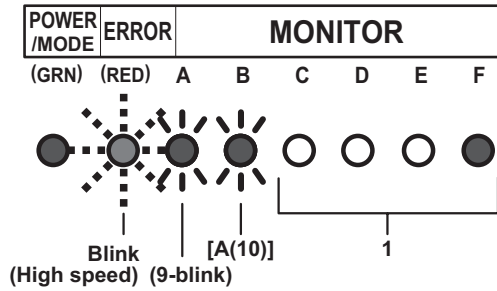 POWER
/MODE ERROR MONITOR
(GRN) (RED) A B C D E F
Blink
(High speed) (9-blink) [A(10)] 1